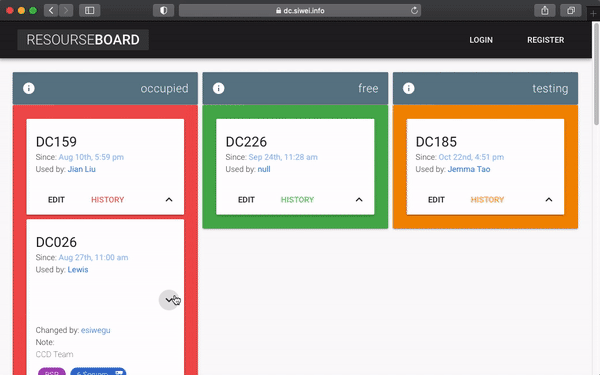 dc.siwei.info
RESOURSEBOARD
LOGIN
REGISTER
occupied
free
testing
DC159
Since: Aug 10th, 5:59 pm
Used by: Jian Liu
EDIT
HISTORY
DC226
Since: Sep 24th, 11:28 am
Used by: null
EDIT
HISTORY
DC185
Since: Oct 22nd, 4:51 pm
Used by: Jemma Tao
EDIT
HISTORY
DC026
Since: Aug 27th, 11:00 am
Used by: Lewis
Changed by: esiwegu
Note:
CCD Team